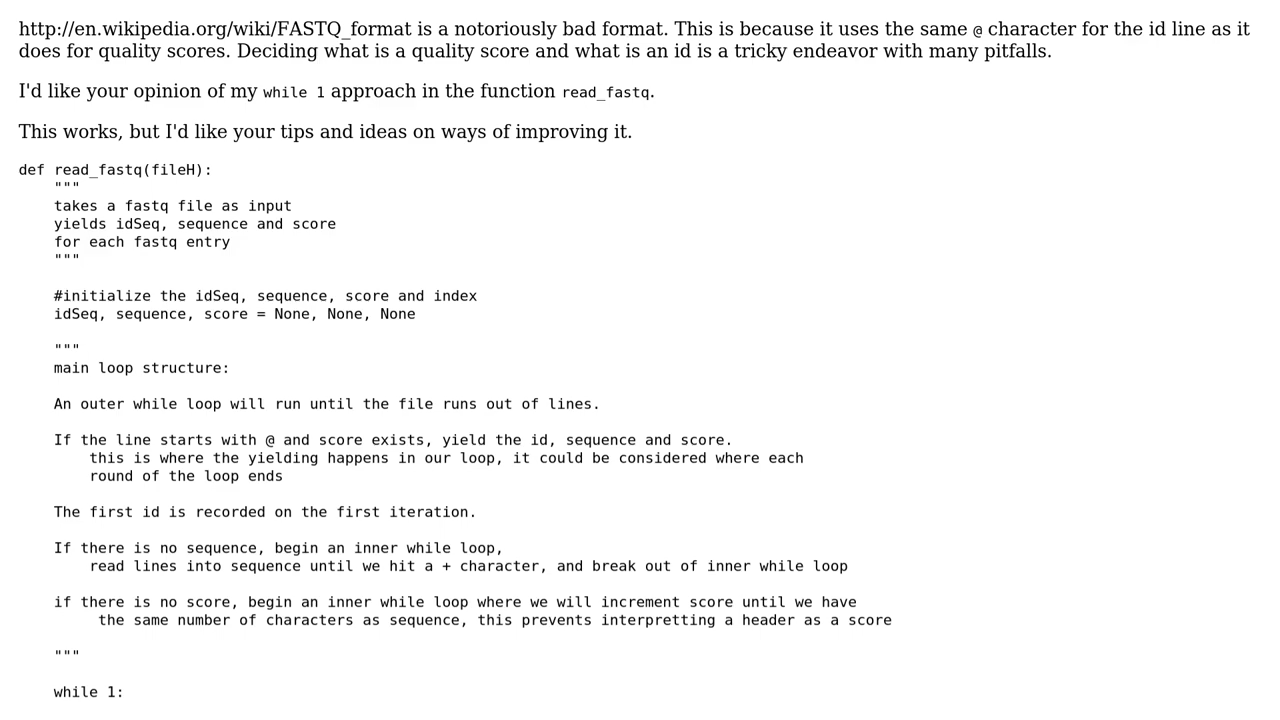 http://en.wikipedia.org/wiki/FASTQ_format is a notoriously bad format. This is because it uses the same @ character for the id line as it
does for quality scores. Deciding what is a quality score and what is an id is a tricky endeavor with many pitfalls.
I'd like your opinion of my while 1 approach in the function read_fastq.
This works, but I'd like your tips and ideas on ways of improving it.
def read_fastq(fileH):
    """
    takes a fastq file as input
    yields idSeq, sequence and score
    for each fastq entry
    """
    #initialize the idSeq, sequence, score and index
    idSeq, sequence, score = None, None, None
    """
    main loop structure:
    An outer while loop will run until the file runs out of lines.
    If the line starts with @ and score exists, yield the id, sequence and score.
        this is where the yielding happens in our loop, it could be considered where each
        round of the loop ends
    The first id is recorded on the first iteration.
    If there is no sequence, begin an inner while loop,
        read lines into sequence until we hit a + character, and break out of inner while loop
    if there is no score, begin an inner while loop where we will increment score until we have
         the same number of characters as sequence, this prevents interpretting a header as a score
    """
    while 1: